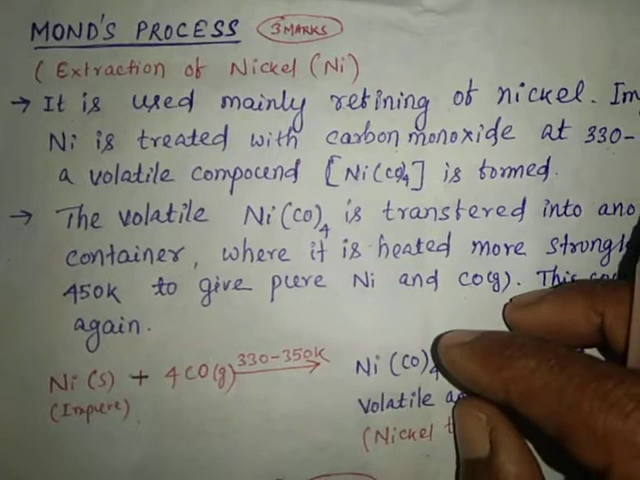 MOND'S PROCESS 3 MARKS
(Extraction of Nickel (Ni)
→ It is used mainly refining of nickel. Im
Ni is treated with carbon monoxide at 330-
a volatile compound [Ni(CO)4] is formed.
→ The volatile Ni(CO)4 is transfered into ano
container, where it is heated more strongl
450K to give pure Ni and CO(g). This
again.
Ni(s) + 4CO(g) 330-350K → Ni(CO)4
(Impure) Volatile
(Nickel t